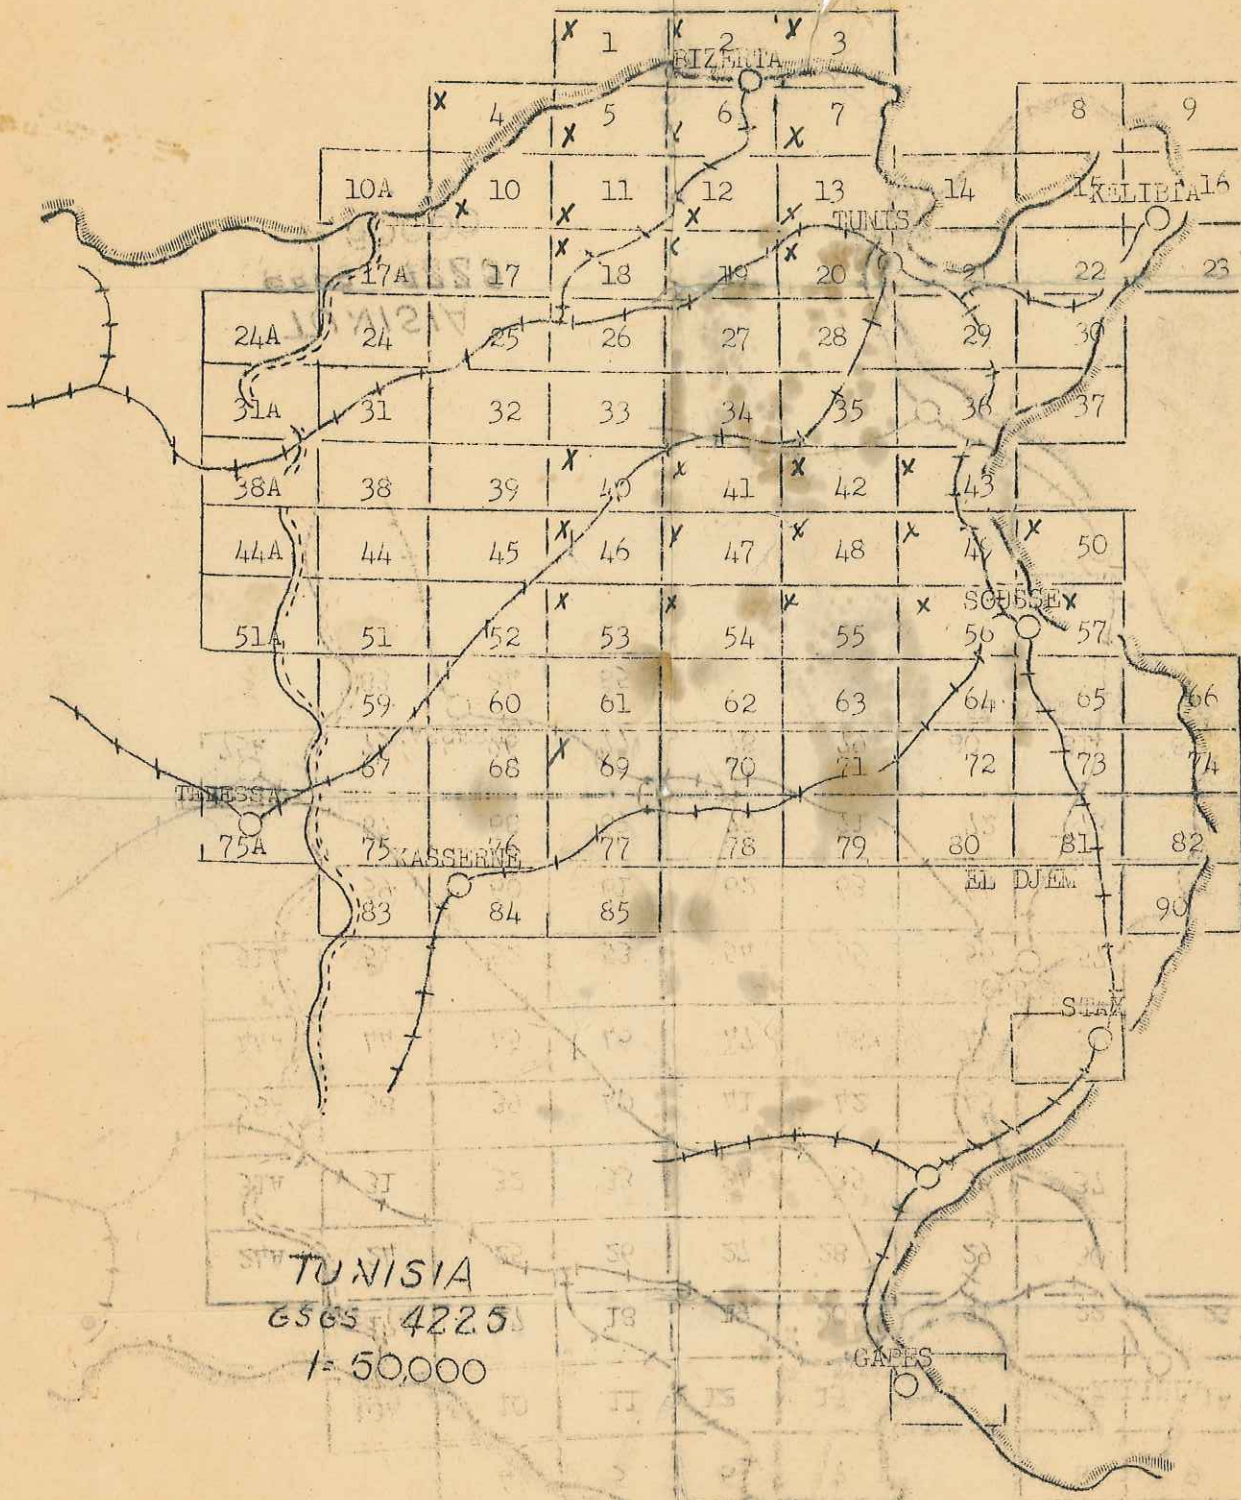 X 1 X 2 X 3
BIZERTA
X 4 5 6 7 8 9
X X X
10A 10 11 12 13 14 15 KELIBIA 16
X X X X
TUNIS
17A 17 18 19 20 21 22 23
X X X
24A 24 25 26 27 28 29 30
31A 31 32 33 34 35 36 37
X X X X
38A 38 39 40 41 42 43
X X X X X
44A 44 45 46 47 48 49 50
X X X X SOUSSE X
51A 51 52 53 54 55 56 57
59 60 61 62 63 64 65 66
X
67 68 69 70 71 72 73 74
TEBESSA
75A 75 76 77 78 79 80 81 82
KASSERNE
EL DJEM
83 84 85 90
SFAX
TUNISIA
GSGS 4225
1= 50,000
GABES